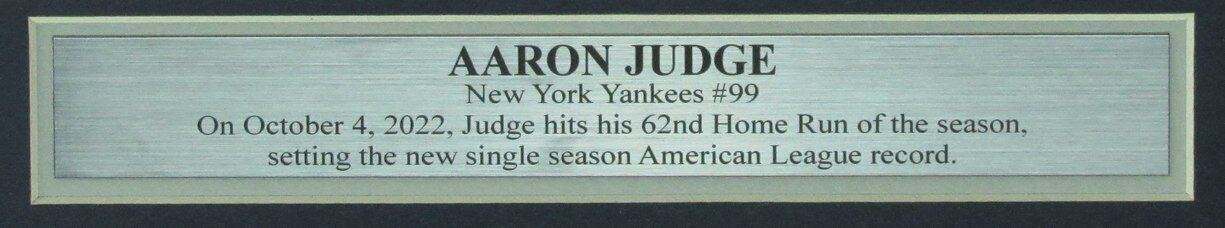 AARON JUDGE
New York Yankees #99
On October 4, 2022, Judge hits his 62nd Home Run of the season,
setting the new single season American League record.